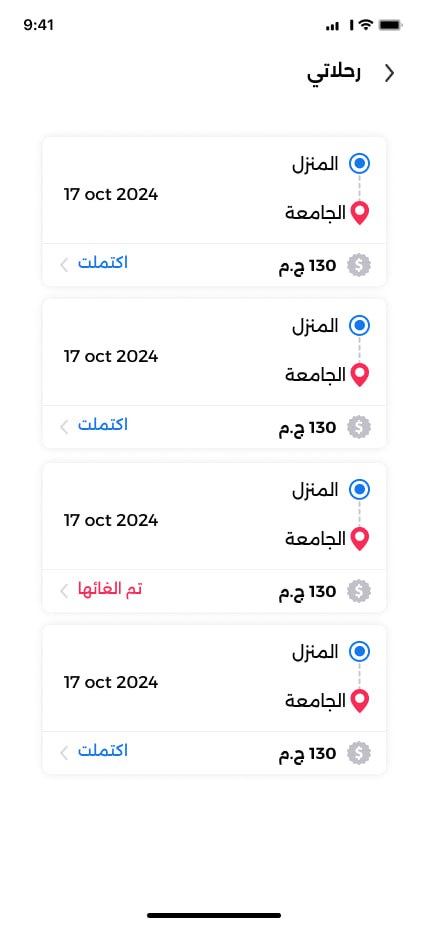 9:41
رحلاتي
المنزل
17 oct 2024
الجامعة
130 ج.م
اكتملت
المنزل
17 oct 2024
الجامعة
130 ج.م
اكتملت
المنزل
17 oct 2024
الجامعة
130 ج.م
تم الغائها
المنزل
17 oct 2024
الجامعة
130 ج.م
اكتملت